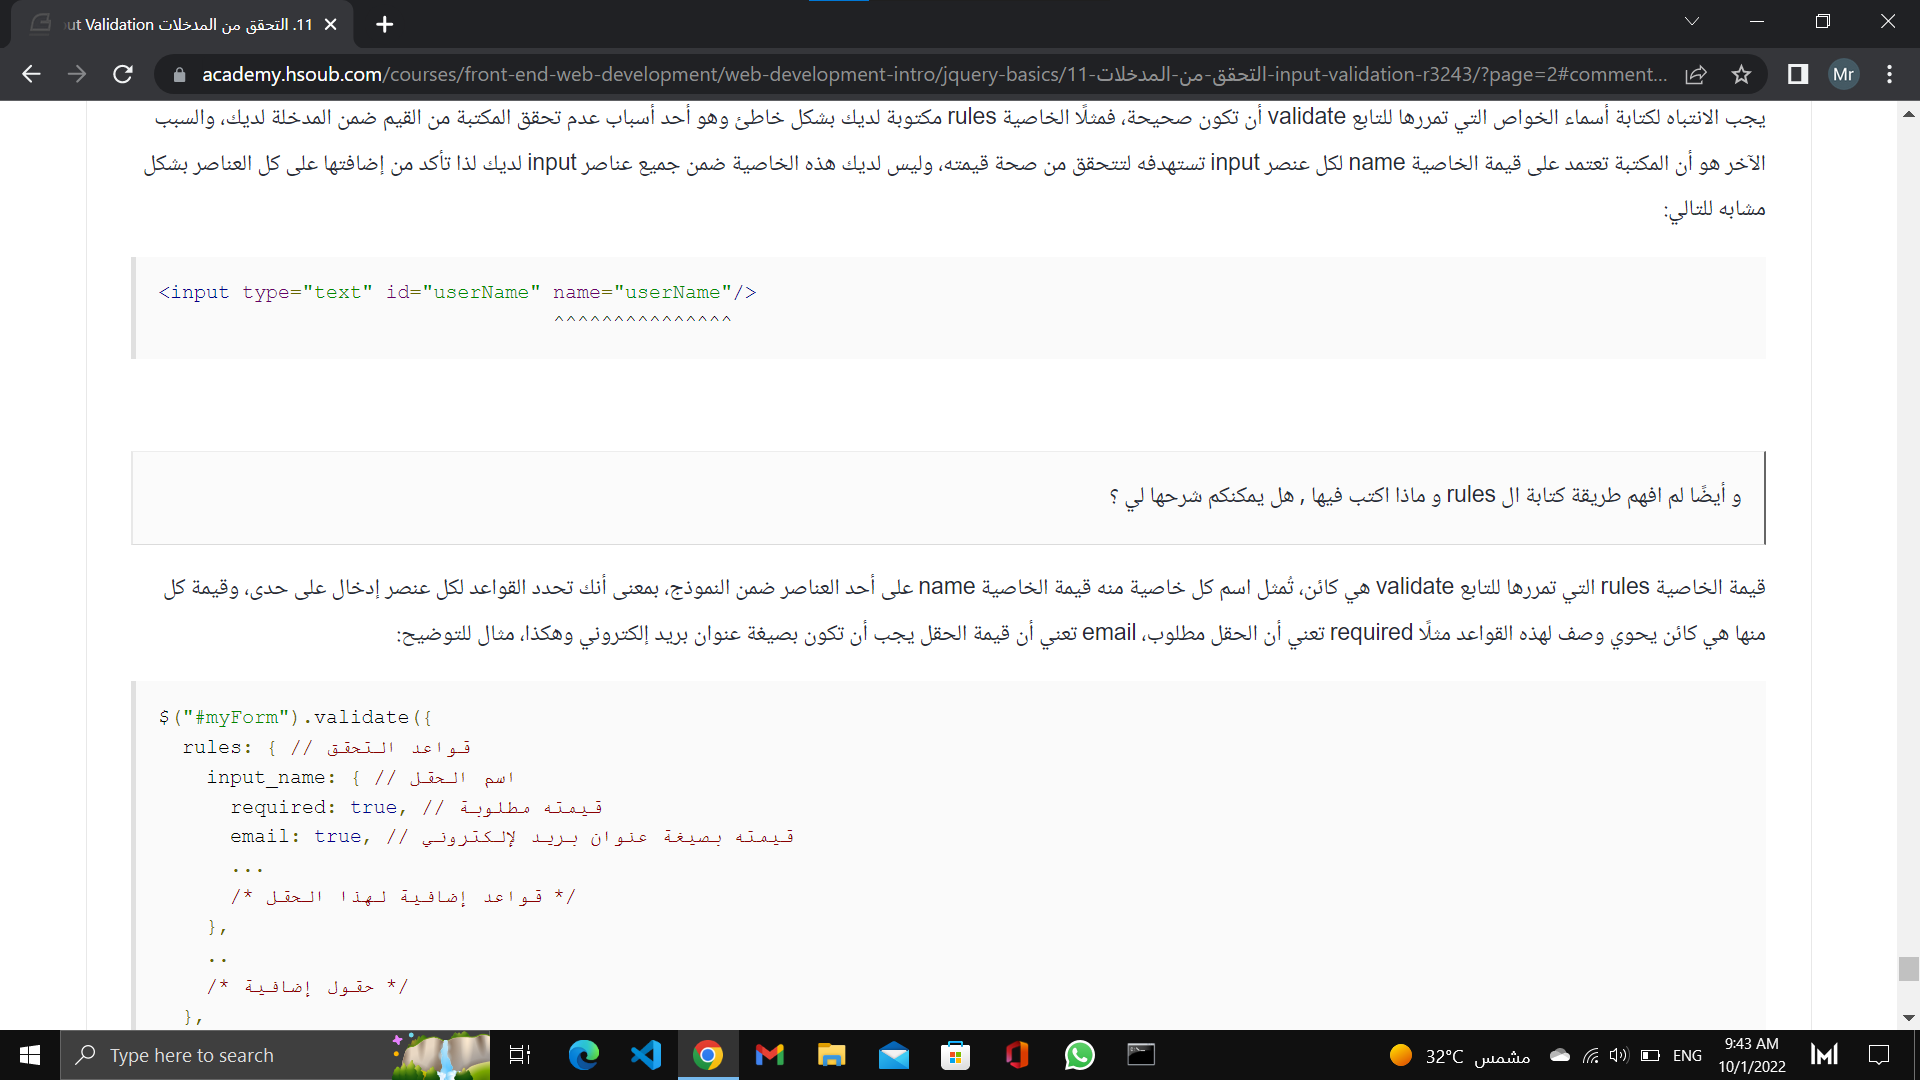 11. التحقق من المدخلات ut Validation
academy.hsoub.com/courses/front-end-web-development/web-development-intro/jquery-basics/11-التحقق-من-المدخلات-input-validation-r3243/?page=2#comment...
Mr
يجب الانتباه لكتابة أسماء الخواص التي تمررها للتابع validate أن تكون صحيحة، فمثلًا الخاصية rules مكتوبة لديك بشكل خاطئ وهو أحد أسباب عدم تحقق المكتبة من القيم ضمن المدخلة لديك، والسبب
الآخر هو أن المكتبة تعتمد على قيمة الخاصية name لكل عنصر input تستهدفه لتتحقق من صحة قيمته، وليس لديك هذه الخاصية ضمن جميع عناصر input لديك لذا تأكد من إضافتها على كل العناصر بشكل
مشابه للتالي:
<input type="text" id="userName" name="userName"/>
^^^^^^^^^^^^^^^
و أيضًا لم افهم طريقة كتابة ال rules و ماذا اكتب فيها , هل يمكنكم شرحها لي ؟
قيمة الخاصية rules التي تمررها للتابع validate هي كائن، تُمثل اسم كل خاصية منه قيمة الخاصية name على أحد العناصر ضمن النموذج، بمعنى أنك تحدد القواعد لكل عنصر إدخال على حدى، وقيمة كل
منها هي كائن يحوي وصف لهذه القواعد مثلًا required تعني أن الحقل مطلوب، email تعني أن قيمة الحقل يجب أن تكون بصيغة عنوان بريد إلكتروني وهكذا، مثال للتوضيح:
$("#myForm").validate({
rules: { // قواعد التحقق
input_name: { // اسم الحقل
required: true, // قيمته مطلوبة
email: true, // قيمته بصيغة عنوان بريد لإلكتروني
...
/* قواعد إضافية لهذا الحقل */
},
..
/* حقول إضافية */
},
Type here to search
32°C مشمس
ENG
9:43 AM
10/1/2022